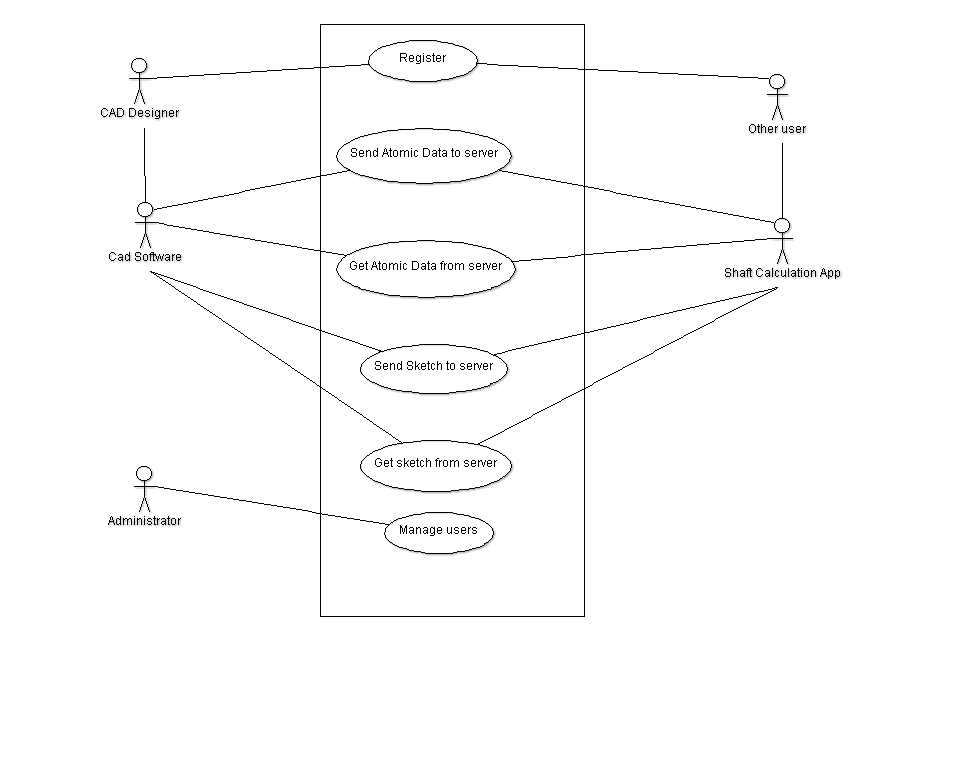 Register
CAD Designer
Other user
Send Atomic Data to server
Cad Software
Get Atomic Data from server
Shaft Calculation App
Send Sketch to server
Get sketch from server
Administrator
Manage users